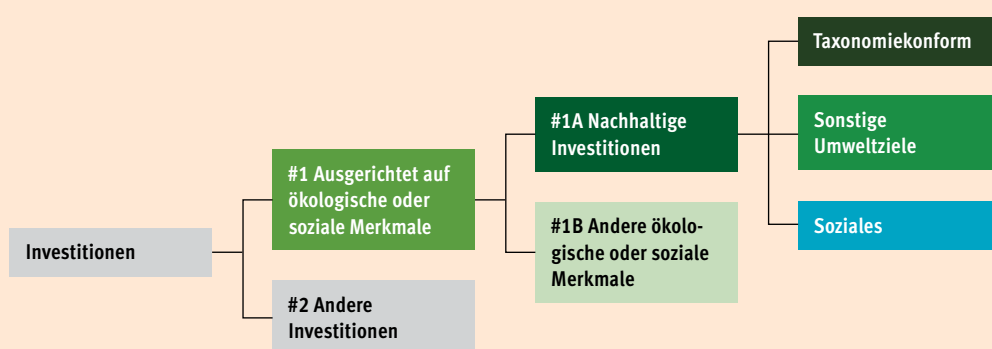 Investitionen
#1 Ausgerichtet auf
ökologische oder
soziale Merkmale
#2 Andere
Investitionen
#1A Nachhaltige
Investitionen
#1B Andere ökolo-
gische oder soziale
Merkmale
Taxonomiekonform
Sonstige
Umweltziele
Soziales